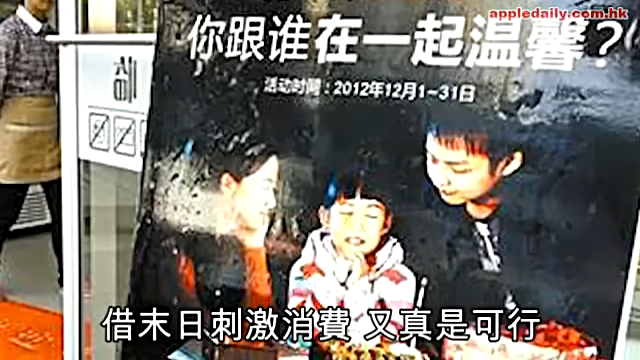 appledaily.com.hk
你跟谁在一起温馨?
活动时间：2012年12月1~31日
借末日刺激消費 又真是可行